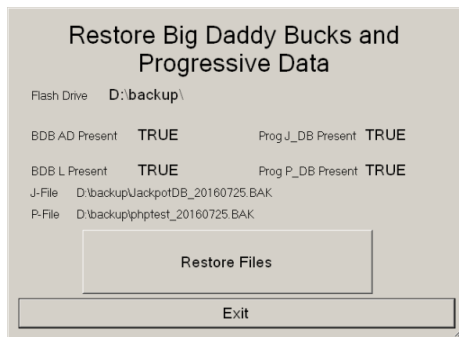 Restore Big Daddy Bucks and
Progressive Data
Flash Drive D:\backup\
BDB AD Present TRUE Prog J_DB Present TRUE
BDB L Present TRUE Prog P_DB Present TRUE
J-File D:\backup\JackpotDB_20160725.BAK
P-File D:\backup\phptest_20160725.BAK
Restore Files
Exit